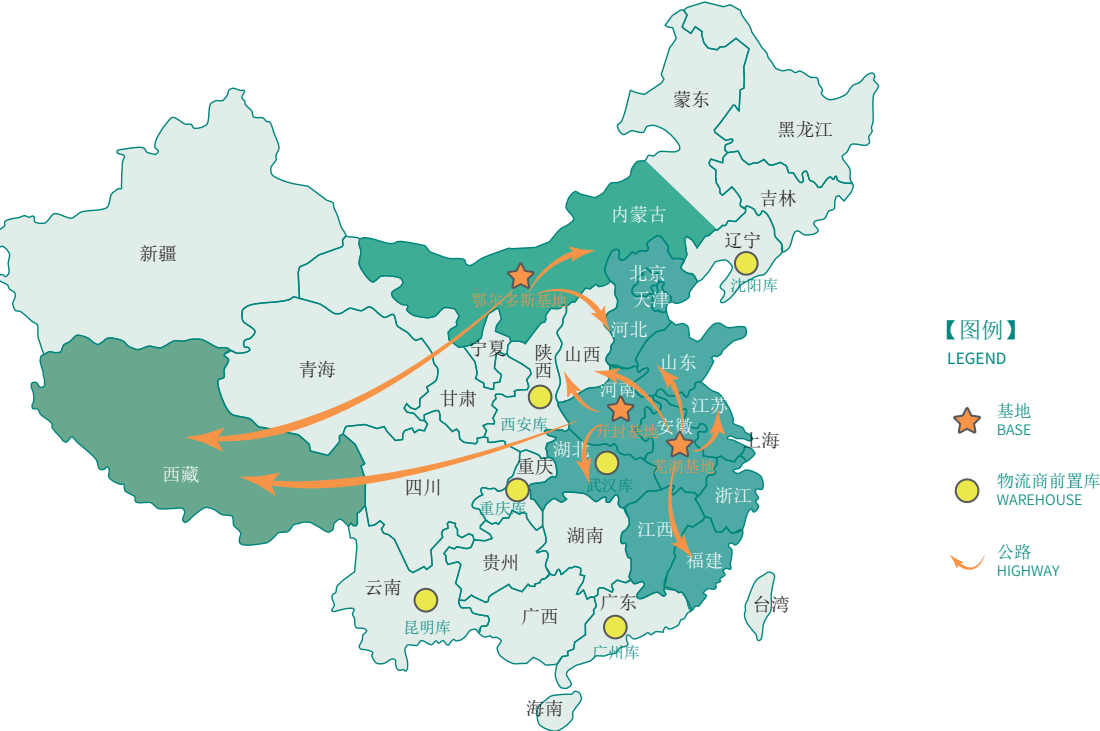 蒙东
黑龙江
吉林
内蒙古
辽宁
沈阳库
新疆
北京
天津
鄂尔多斯基地
河北
宁夏
陕西
山西
山东
青海
甘肃
河南
江苏
西安库
开封基地
安徽
上海
湖北
芜湖基地
西藏
重庆
四川
武汉库
浙江
重庆库
湖南
江西
贵州
福建
云南
广东
台湾
广西
昆明库
广州库
海南
【图例】
LEGEND
基地
BASE
物流商前置库
WAREHOUSE
公路
HIGHWAY